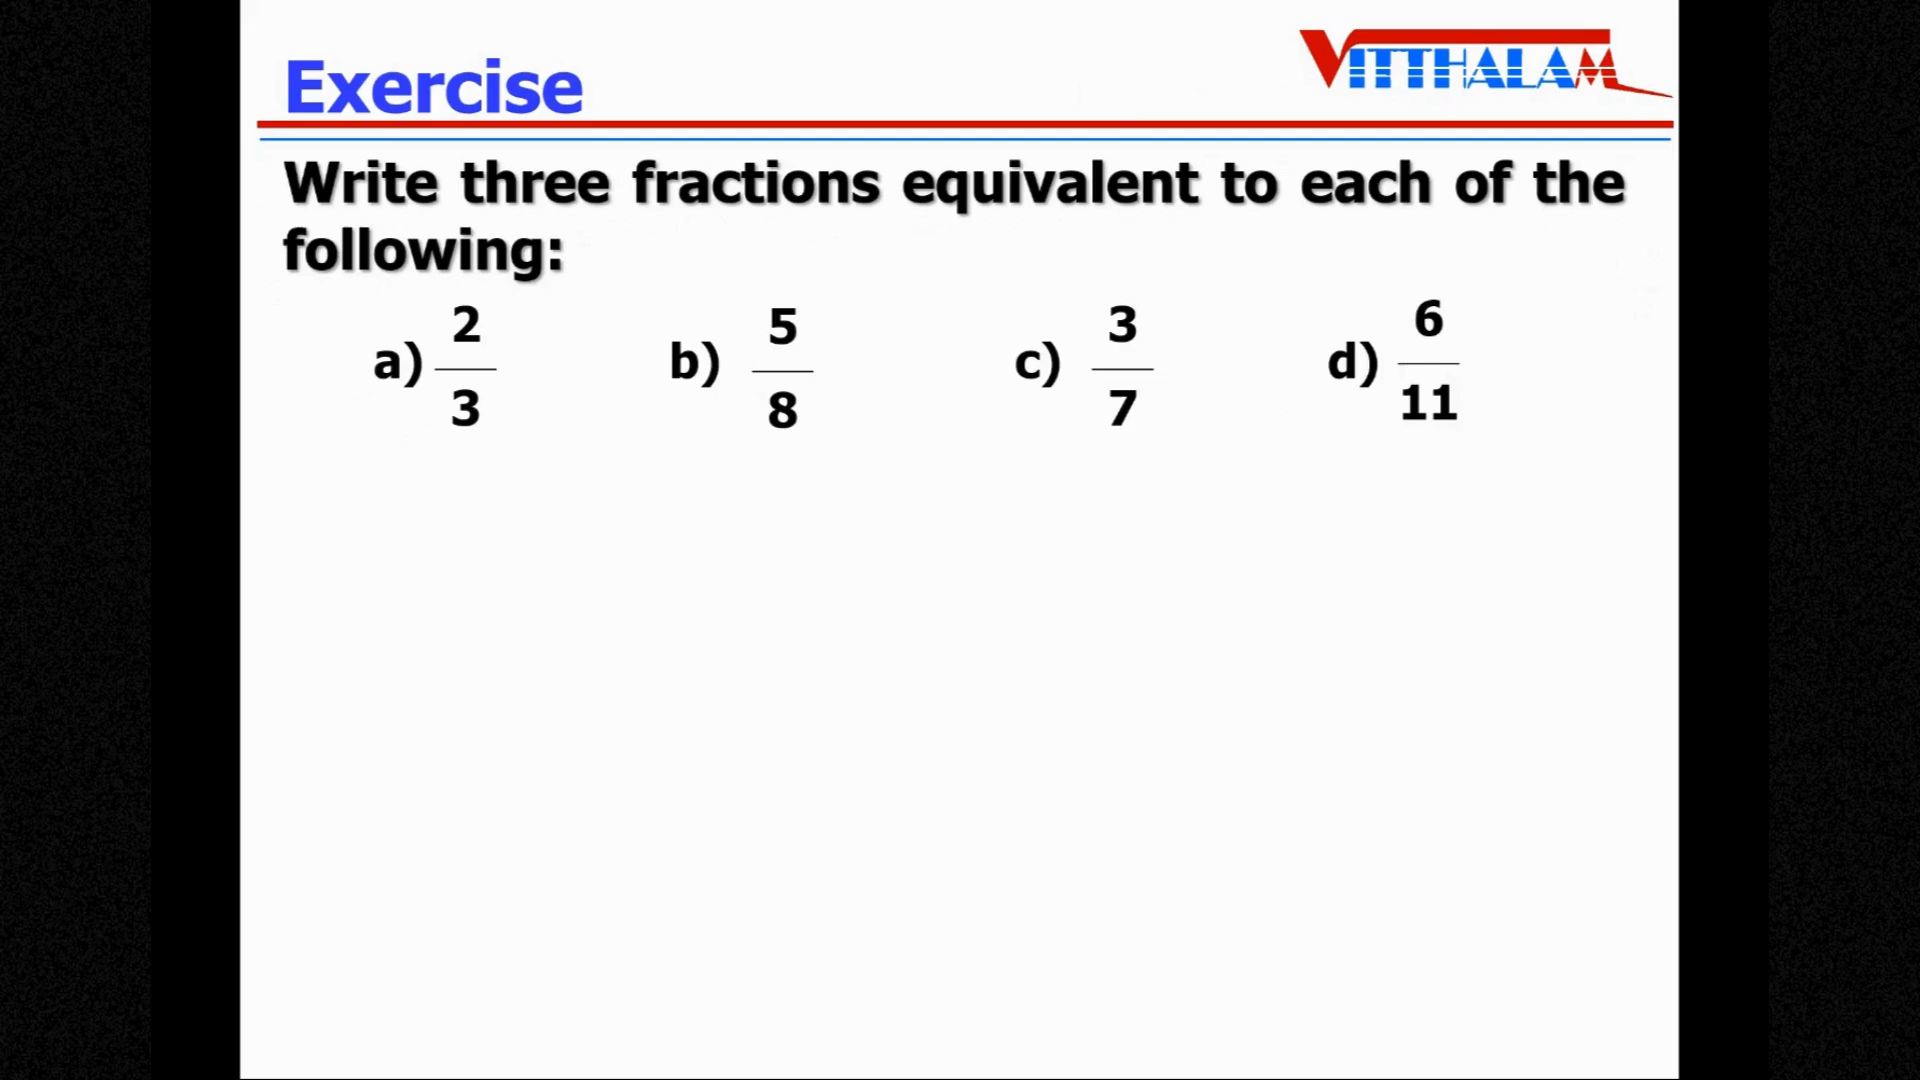 Exercise
VITTHALAM
Write three fractions equivalent to each of the
following:
a) 2/3 b) 5/8 c) 3/7 d) 6/11